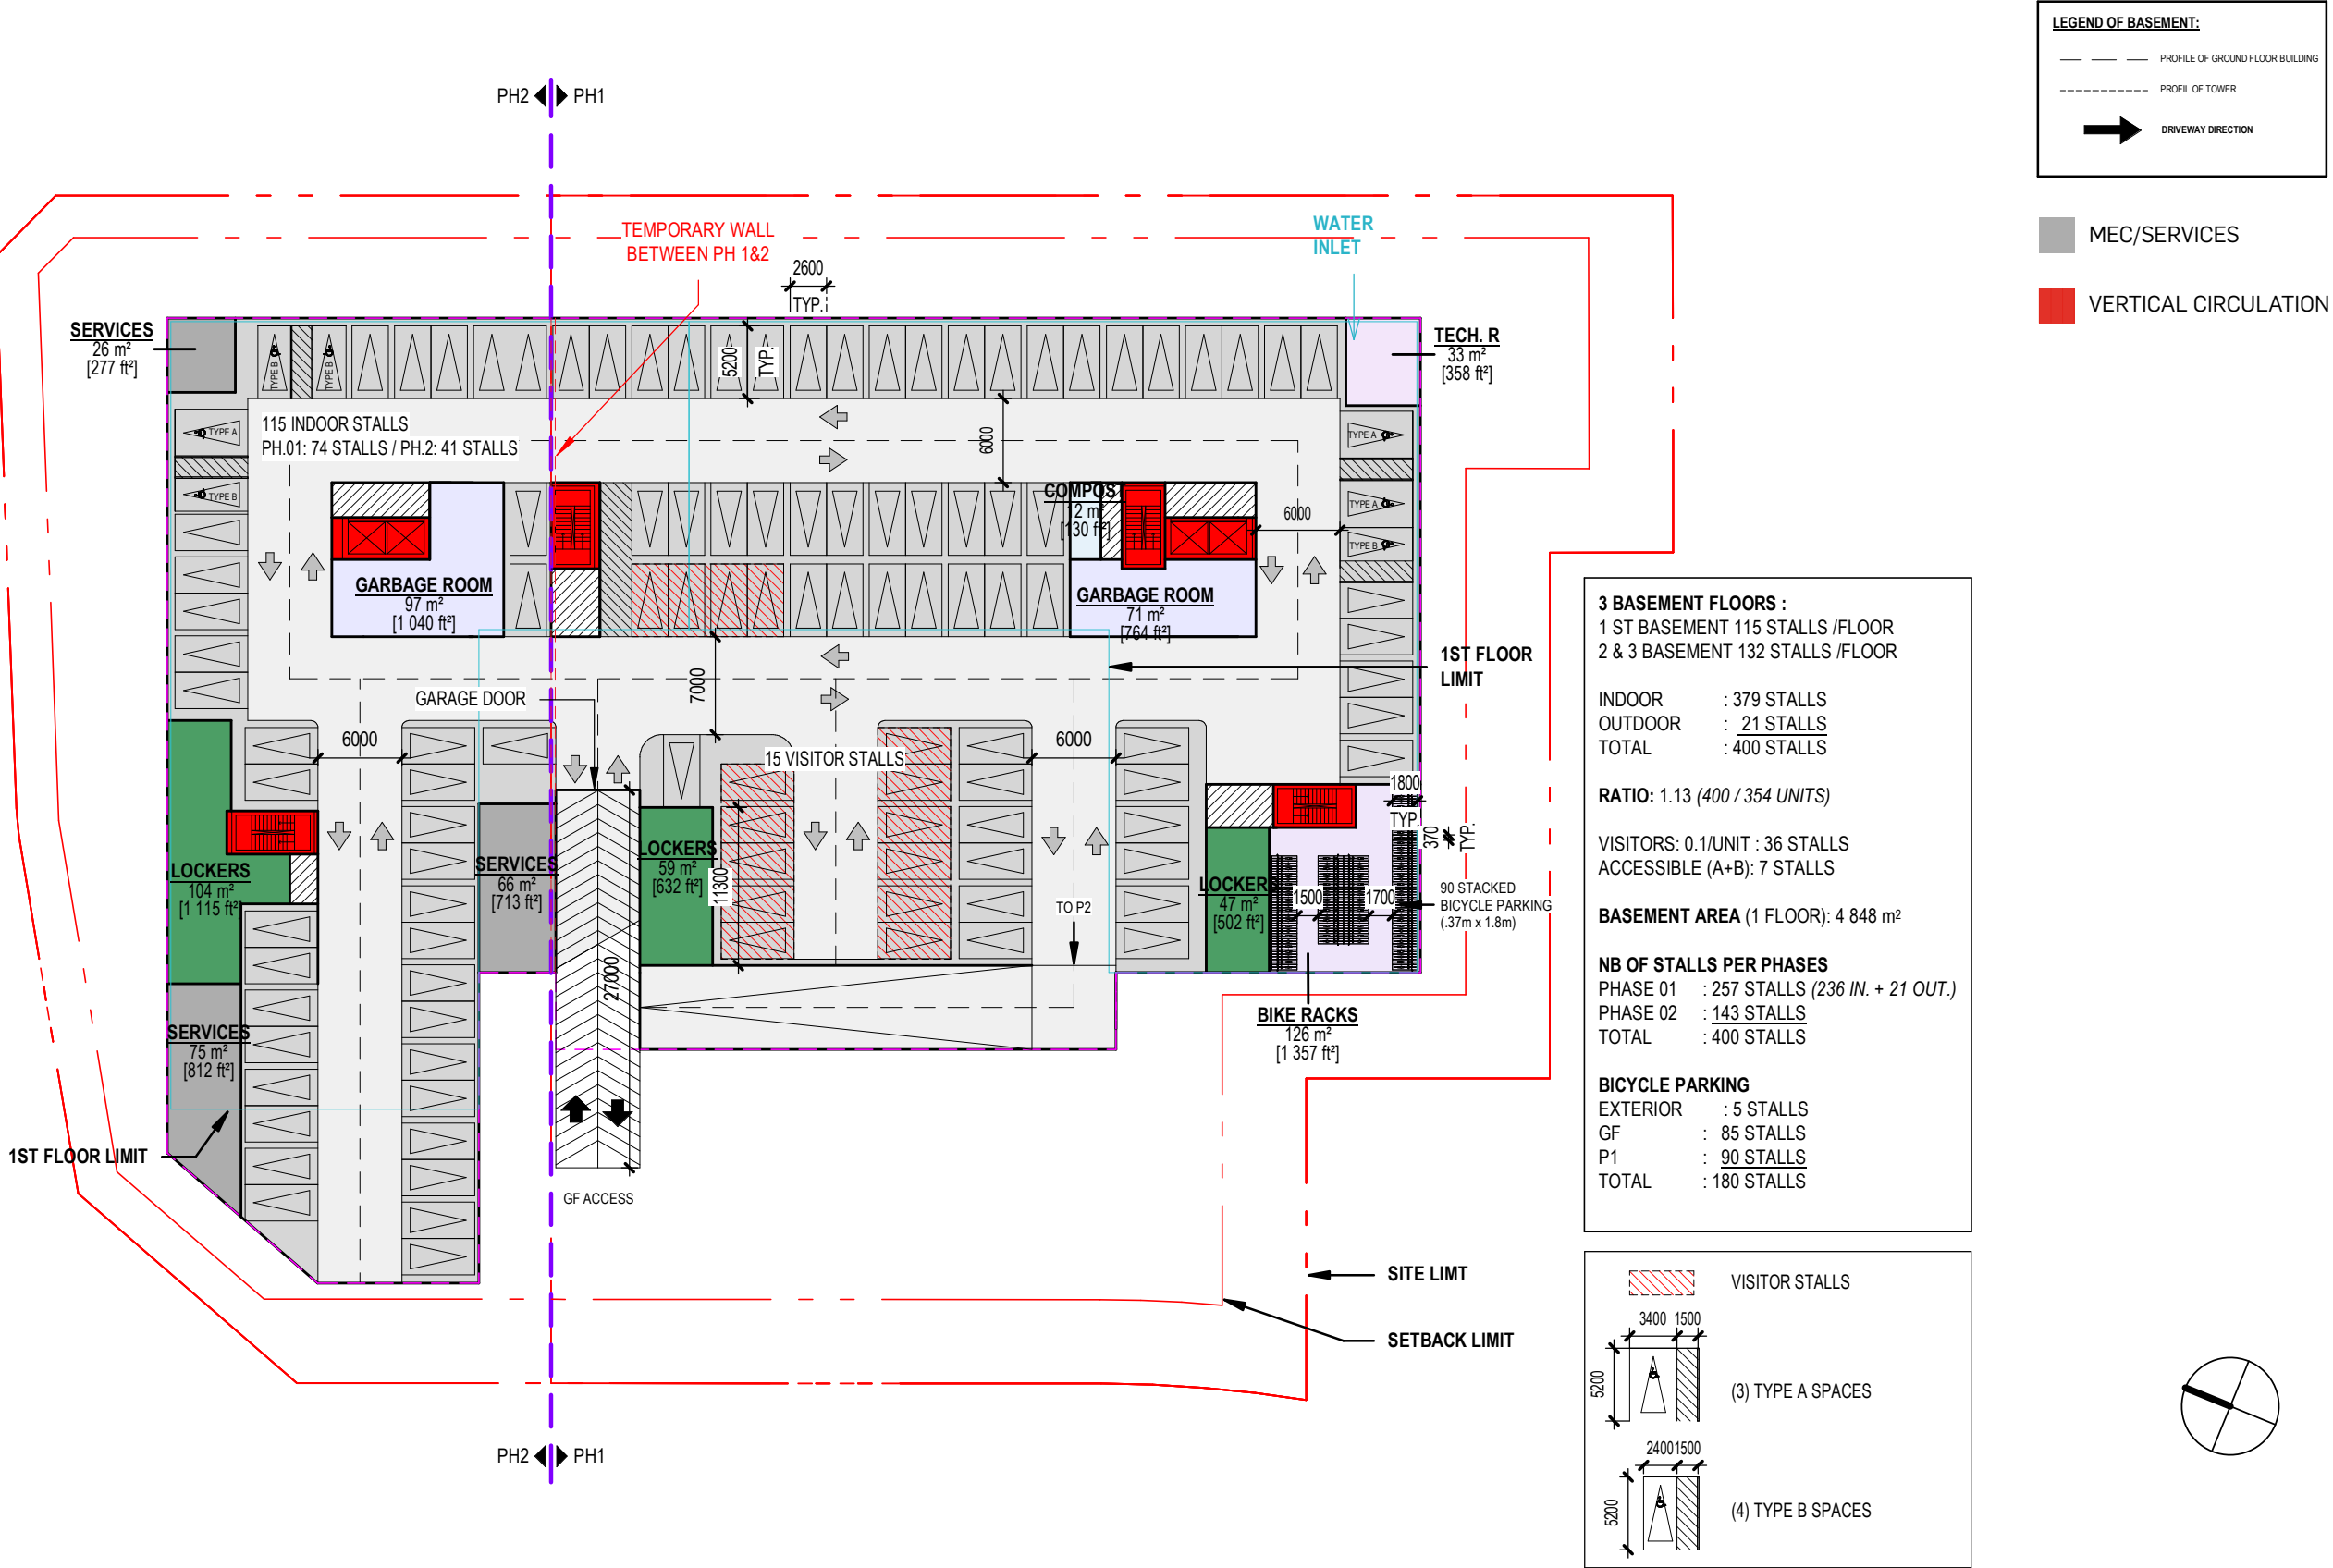 LEGEND OF BASEMENT:
PROFILE OF GROUND FLOOR BUILDING
PROFIL OF TOWER
DRIVEWAY DIRECTION
MEC/SERVICES
VERTICAL CIRCULATION
PH2 PH1
TEMPORARY WALL
BETWEEN PH 1&2
WATER
INLET
2600
TYP.
5200
TYP.
SERVICES
26 m²
[277 ft²]
TECH. R
33 m²
[358 ft²]
TYPE B
TYPE B
TYPE A
TYPE B
115 INDOOR STALLS
PH.01: 74 STALLS / PH.2: 41 STALLS
6000
TYPE A
TYPE A
TYPE B
6000
COMPOST
12 m²
[130 ft²]
GARBAGE ROOM
97 m²
[1 040 ft²]
GARBAGE ROOM
71 m²
[764 ft²]
1ST FLOOR
LIMIT
GARAGE DOOR
7000
6000
15 VISITOR STALLS
6000
1800
TYP.
370
TYP.
LOCKERS
104 m²
[1 115 ft²]
SERVICES
66 m²
[713 ft²]
LOCKERS
59 m²
[632 ft²]
11300
LOCKERS
47 m²
[502 ft²]
1500
1700
90 STACKED
BICYCLE PARKING
(.37m x 1.8m)
TO P2
27000
SERVICES
75 m²
[812 ft²]
BIKE RACKS
126 m²
[1 357 ft²]
1ST FLOOR LIMIT
GF ACCESS
SITE LIMT
SETBACK LIMIT
PH2 PH1
3 BASEMENT FLOORS :
1 ST BASEMENT 115 STALLS /FLOOR
2 & 3 BASEMENT 132 STALLS /FLOOR
INDOOR : 379 STALLS
OUTDOOR : 21 STALLS
TOTAL : 400 STALLS
RATIO: 1.13 (400 / 354 UNITS)
VISITORS: 0.1/UNIT : 36 STALLS
ACCESSIBLE (A+B): 7 STALLS
BASEMENT AREA (1 FLOOR): 4 848 m²
NB OF STALLS PER PHASES
PHASE 01 : 257 STALLS (236 IN. + 21 OUT.)
PHASE 02 : 143 STALLS
TOTAL : 400 STALLS
BICYCLE PARKING
EXTERIOR : 5 STALLS
GF : 85 STALLS
P1 : 90 STALLS
TOTAL : 180 STALLS
VISITOR STALLS
3400 1500
5200
(3) TYPE A SPACES
2400 1500
5200
(4) TYPE B SPACES